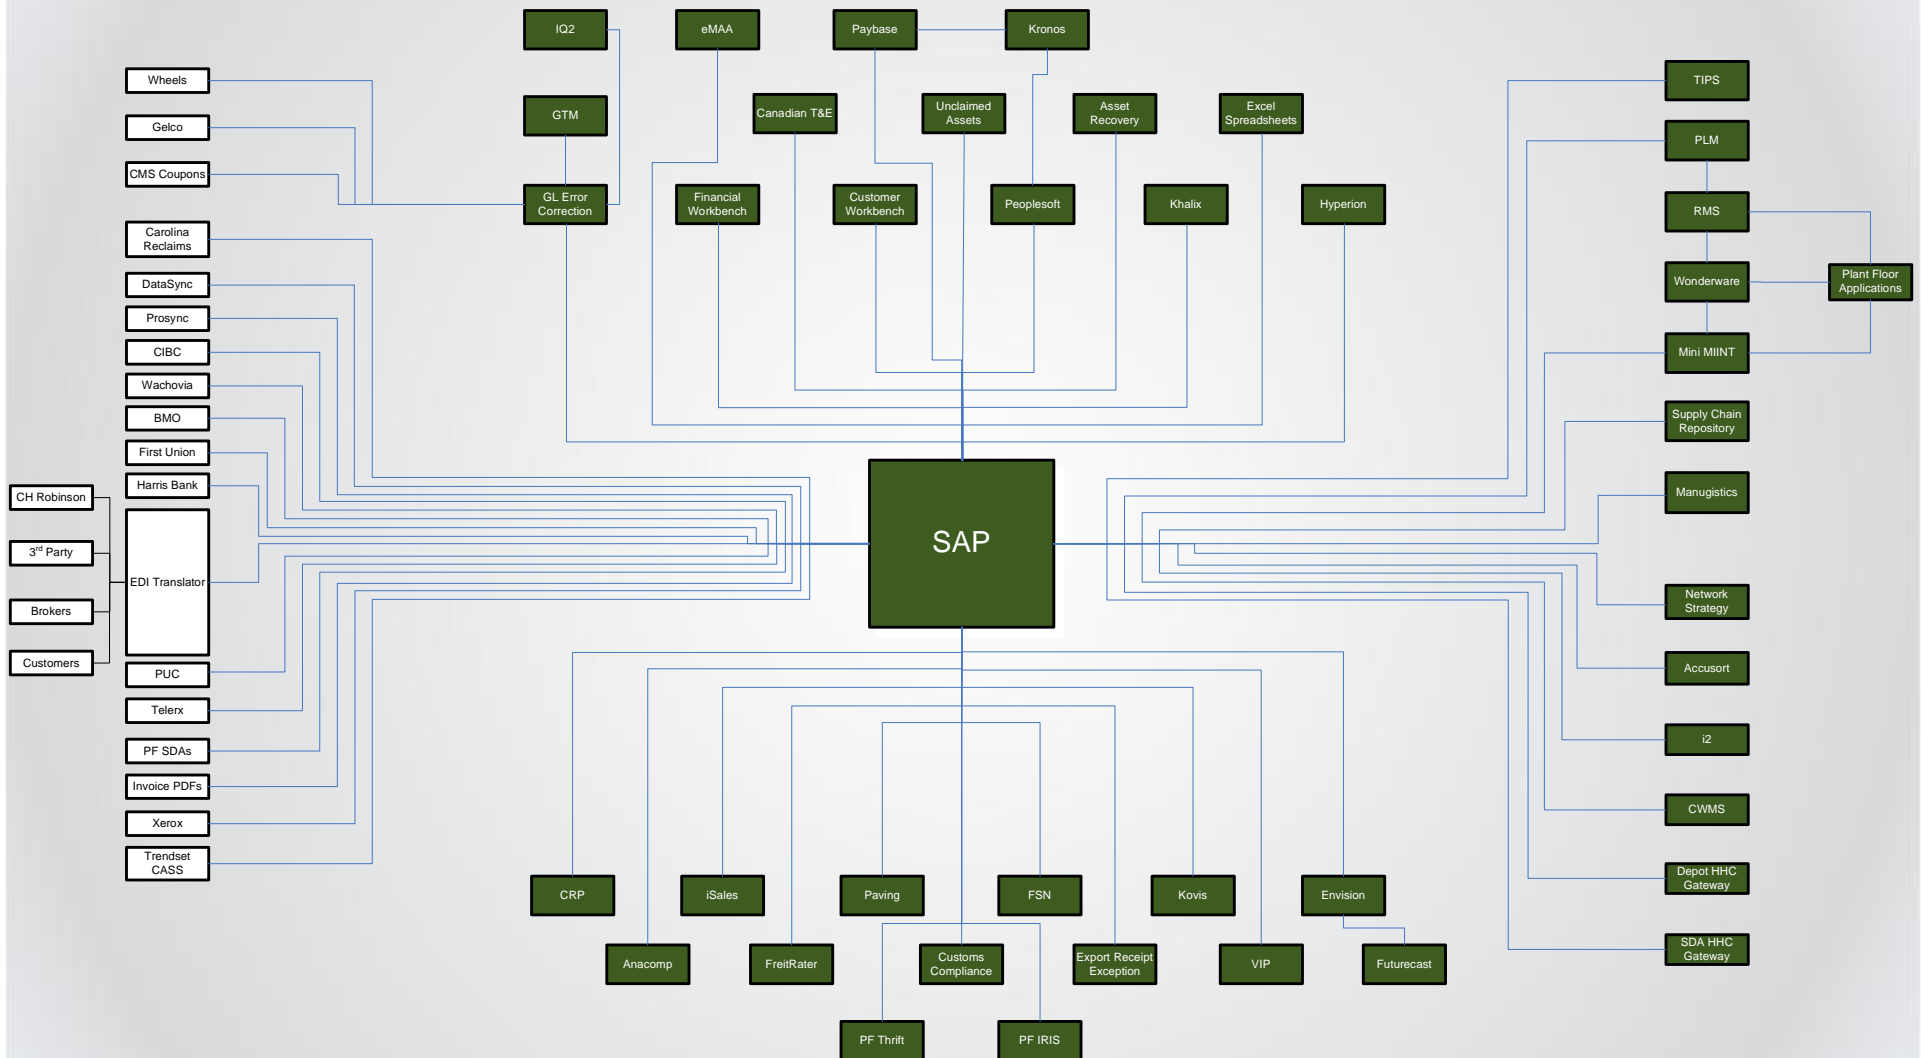 IQ2
eMAA
Paybase
Kronos
Wheels
TIPS
GTM
Canadian T&E
Unclaimed
Assets
Asset
Recovery
Excel
Spreadsheets
Gelco
PLM
CMS Coupons
GL Error
Correction
Financial
Workbench
Customer
Workbench
Peoplesoft
Khalix
Hyperion
RMS
Carolina
Reclaims
DataSync
Wonderware
Plant Floor
Applications
Prosync
CIBC
Mini MIINT
Wachovia
BMO
Supply Chain
Repository
First Union
Harris Bank
Manugistics
CH Robinson
SAP
3rd Party
EDI Translator
Brokers
Network
Strategy
Customers
PUC
Accusort
Telerx
PF SDAs
i2
Invoice PDFs
Xerox
CWMS
Trendset
CASS
CRP
iSales
Paving
FSN
Kovis
Envision
Depot HHC
Gateway
Anacomp
FreitRater
Customs
Compliance
Export Receipt
Exception
VIP
Futurecast
SDA HHC
Gateway
PF Thrift
PF IRIS